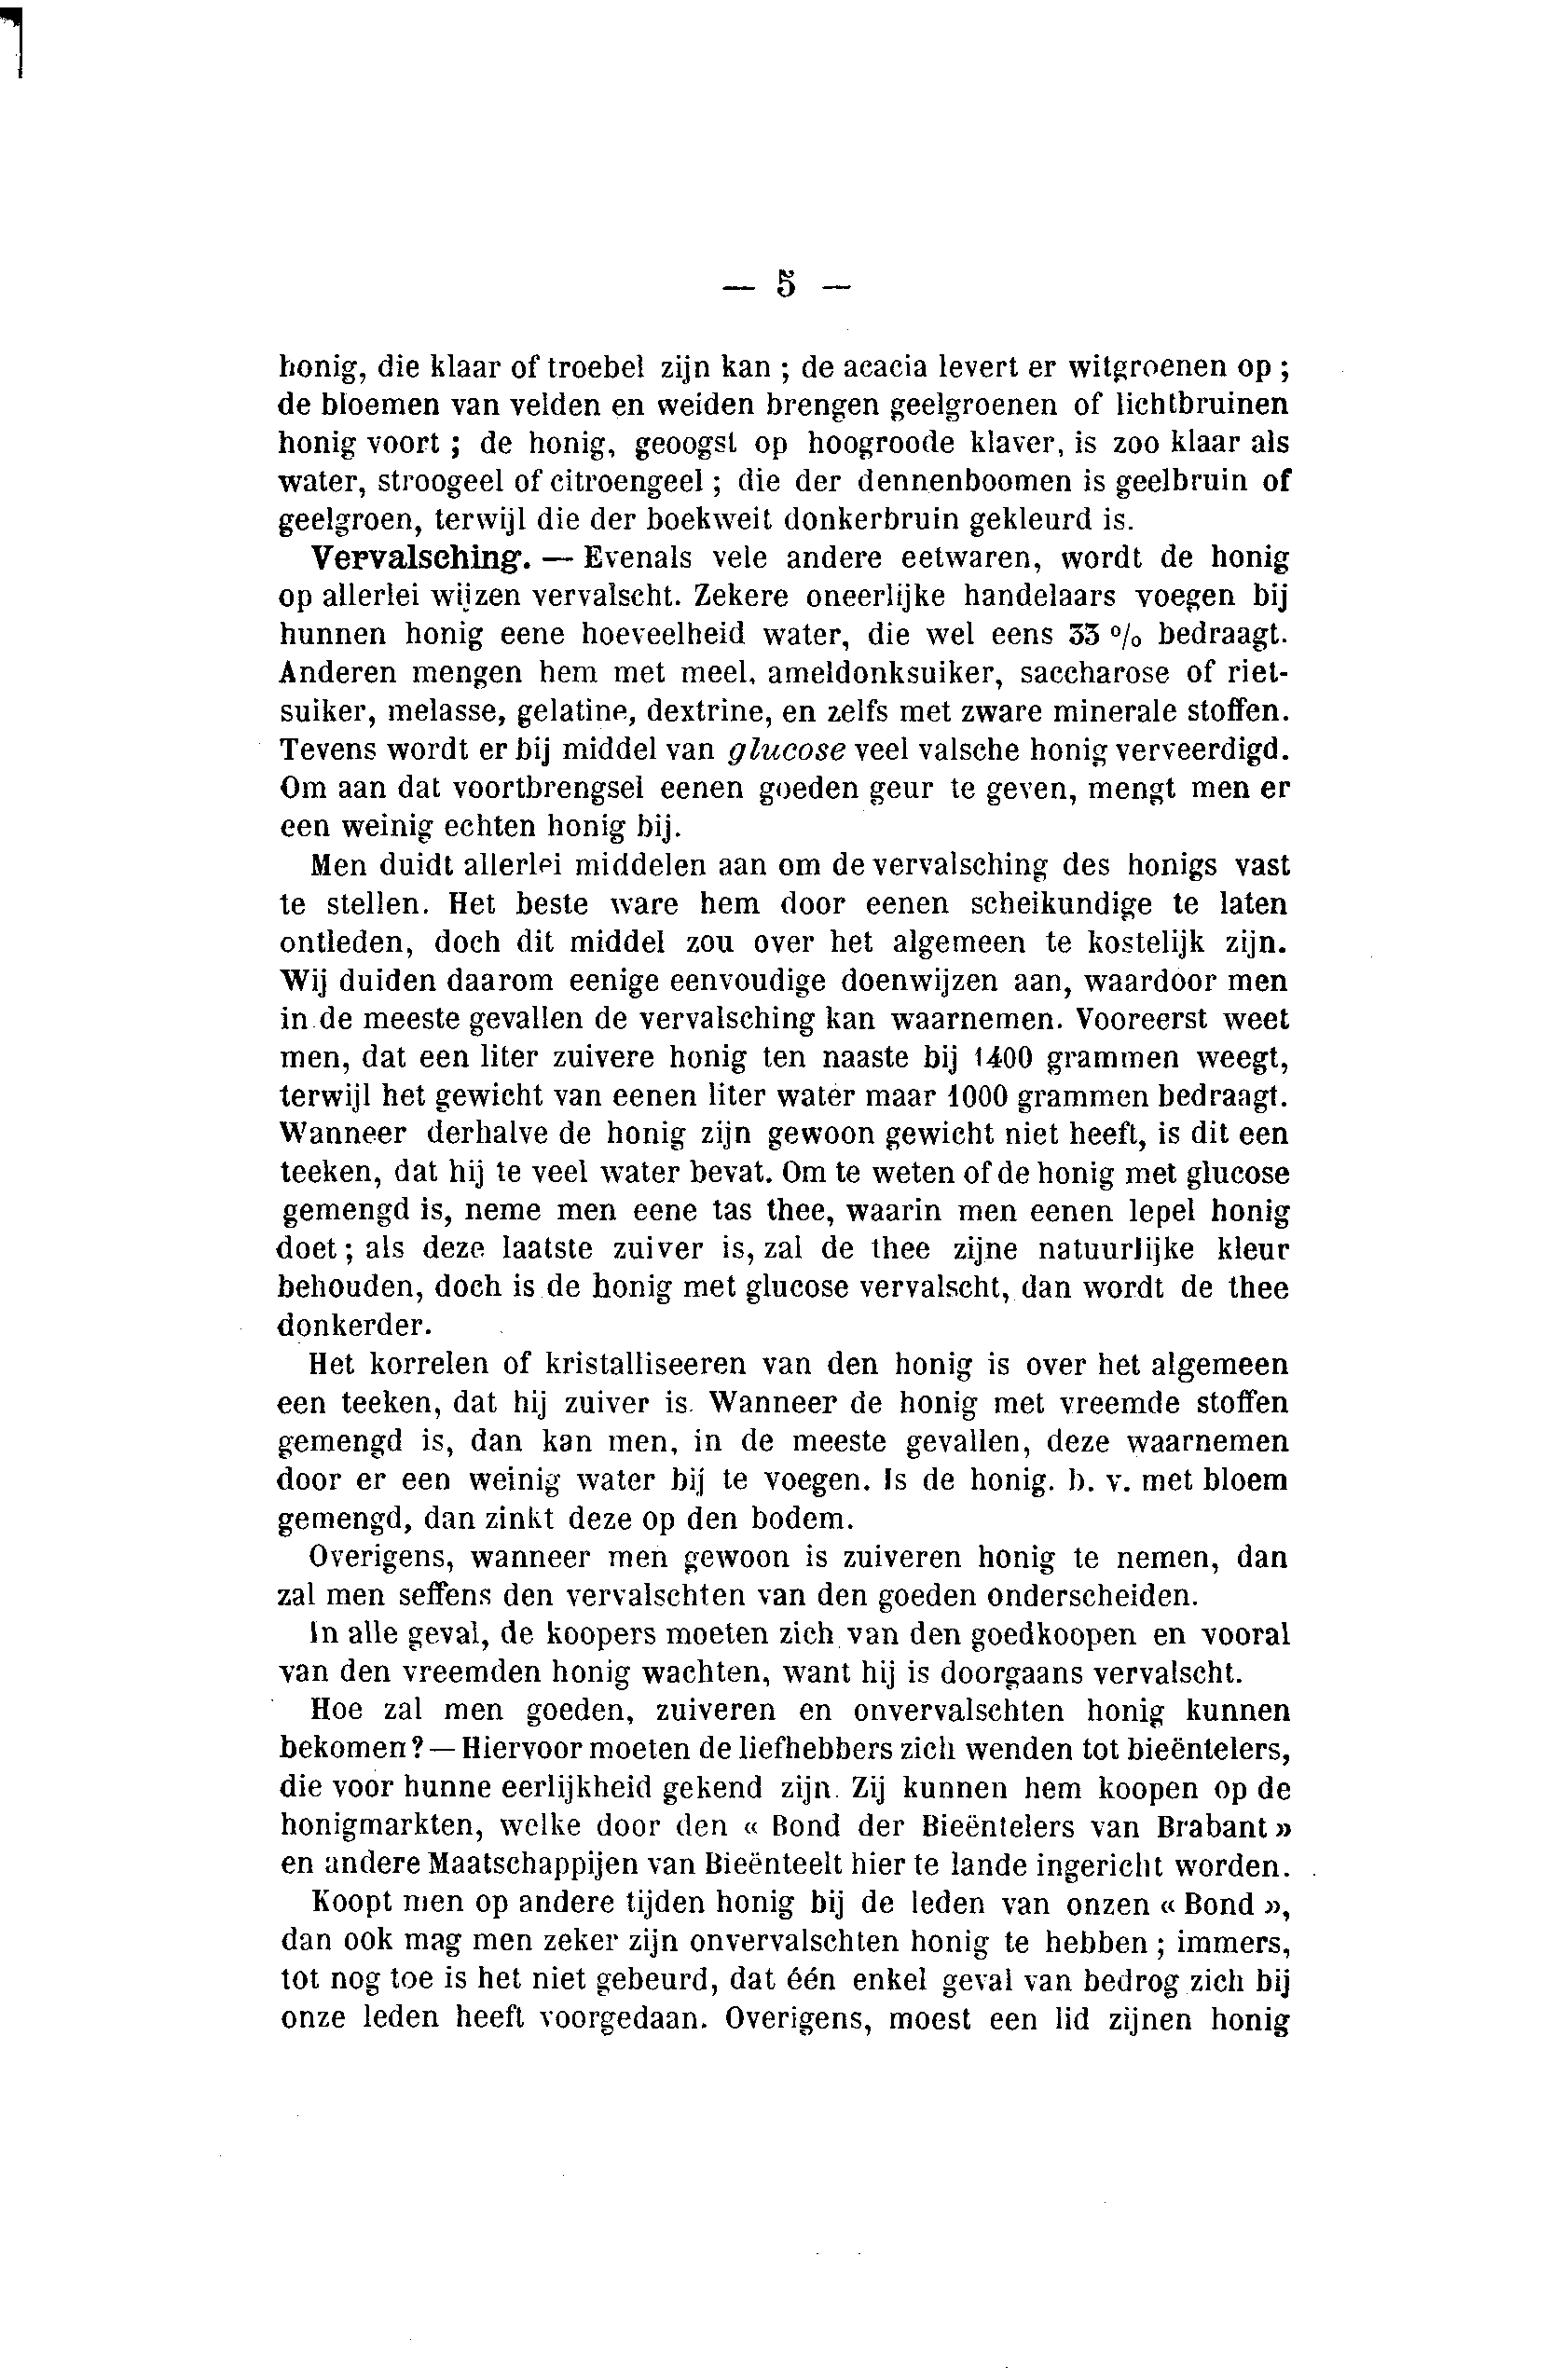 — 5 —
honig, die klaar of troebel zijn kan ; de acacia levert er witgroenen op ;
de bloemen van velden en weiden brengen geelgroenen of lichtbruinen
honig voort ; de honig, geoogst op hoogroode klaver, is zoo klaar als
water, stroogeel of citroengeel ; die der dennenboomen is geelbruin of
geelgroen, terwijl die der boekweit donkerbruin gekleurd is.
Vervalsching. — Evenals vele andere eetwaren, wordt de honig
op allerlei wijzen vervalscht. Zekere oneerlijke handelaars voegen bij
hunnen honig eene hoeveelheid water, die wel eens 33 % bedraagt.
Anderen mengen hem met meel, ameldonksuiker, saccharose of riet-
suiker, melasse, gelatine, dextrine, en zelfs met zware minerale stoffen.
Tevens wordt er bij middel van glucose veel valsche honig verveerdigd.
Om aan dat voortbrengsel eenen goeden geur te geven, mengt men er
een weinig echten honig bij.
Men duidt allerlei middelen aan om de vervalsching des honigs vast
te stellen. Het beste ware hem door eenen scheikundige te laten
ontleden, doch dit middel zou over het algemeen te kostelijk zijn.
Wij duiden daarom eenige eenvoudige doenwijzen aan, waardoor men
in de meeste gevallen de vervalsching kan waarnemen. Vooreerst weet
men, dat een liter zuivere honig ten naaste bij 1400 grammen weegt,
terwijl het gewicht van eenen liter water maar 1000 grammen bedraagt.
Wanneer derhalve de honig zijn gewoon gewicht niet heeft, is dit een
teeken, dat hij te veel water bevat. Om te weten of de honig met glucose
gemengd is, neme men eene tas thee, waarin men eenen lepel honig
doet ; als deze laatste zuiver is, zal de thee zijne natuurlijke kleur
behouden, doch is de honig met glucose vervalscht, dan wordt de thee
donkerder.
Het korrelen of kristalliseeren van den honig is over het algemeen
een teeken, dat hij zuiver is. Wanneer de honig met vreemde stoffen
gemengd is, dan kan men, in de meeste gevallen, deze waarnemen
door er een weinig water bij te voegen. Is de honig. b. v. met bloem
gemengd, dan zinkt deze op den bodem.
Overigens, wanneer men gewoon is zuiveren honig te nemen, dan
zal men seffens den vervalschten van den goeden onderscheiden.
In alle geval, de koopers moeten zich van den goedkoopen en vooral
van den vreemden honig wachten, want hij is doorgaans vervalscht.
Hoe zal men goeden, zuiveren en onvervalschten honig kunnen
bekomen? — Hiervoor moeten de liefhebbers zich wenden tot bieëntelers,
die voor hunne eerlijkheid gekend zijn. Zij kunnen hem koopen op de
honigmarkten, welke door den « Bond der Bieëntelers van Brabant »
en andere Maatschappijen van Bieënteelt hier te lande ingericht worden.
Koopt men op andere tijden honig bij de leden van onzen « Bond »,
dan ook mag men zeker zijn onvervalschten honig te hebben ; immers,
tot nog toe is het niet gebeurd, dat één enkel geval van bedrog zich bij
onze leden heeft voorgedaan. Overigens, moest een lid zijnen honig